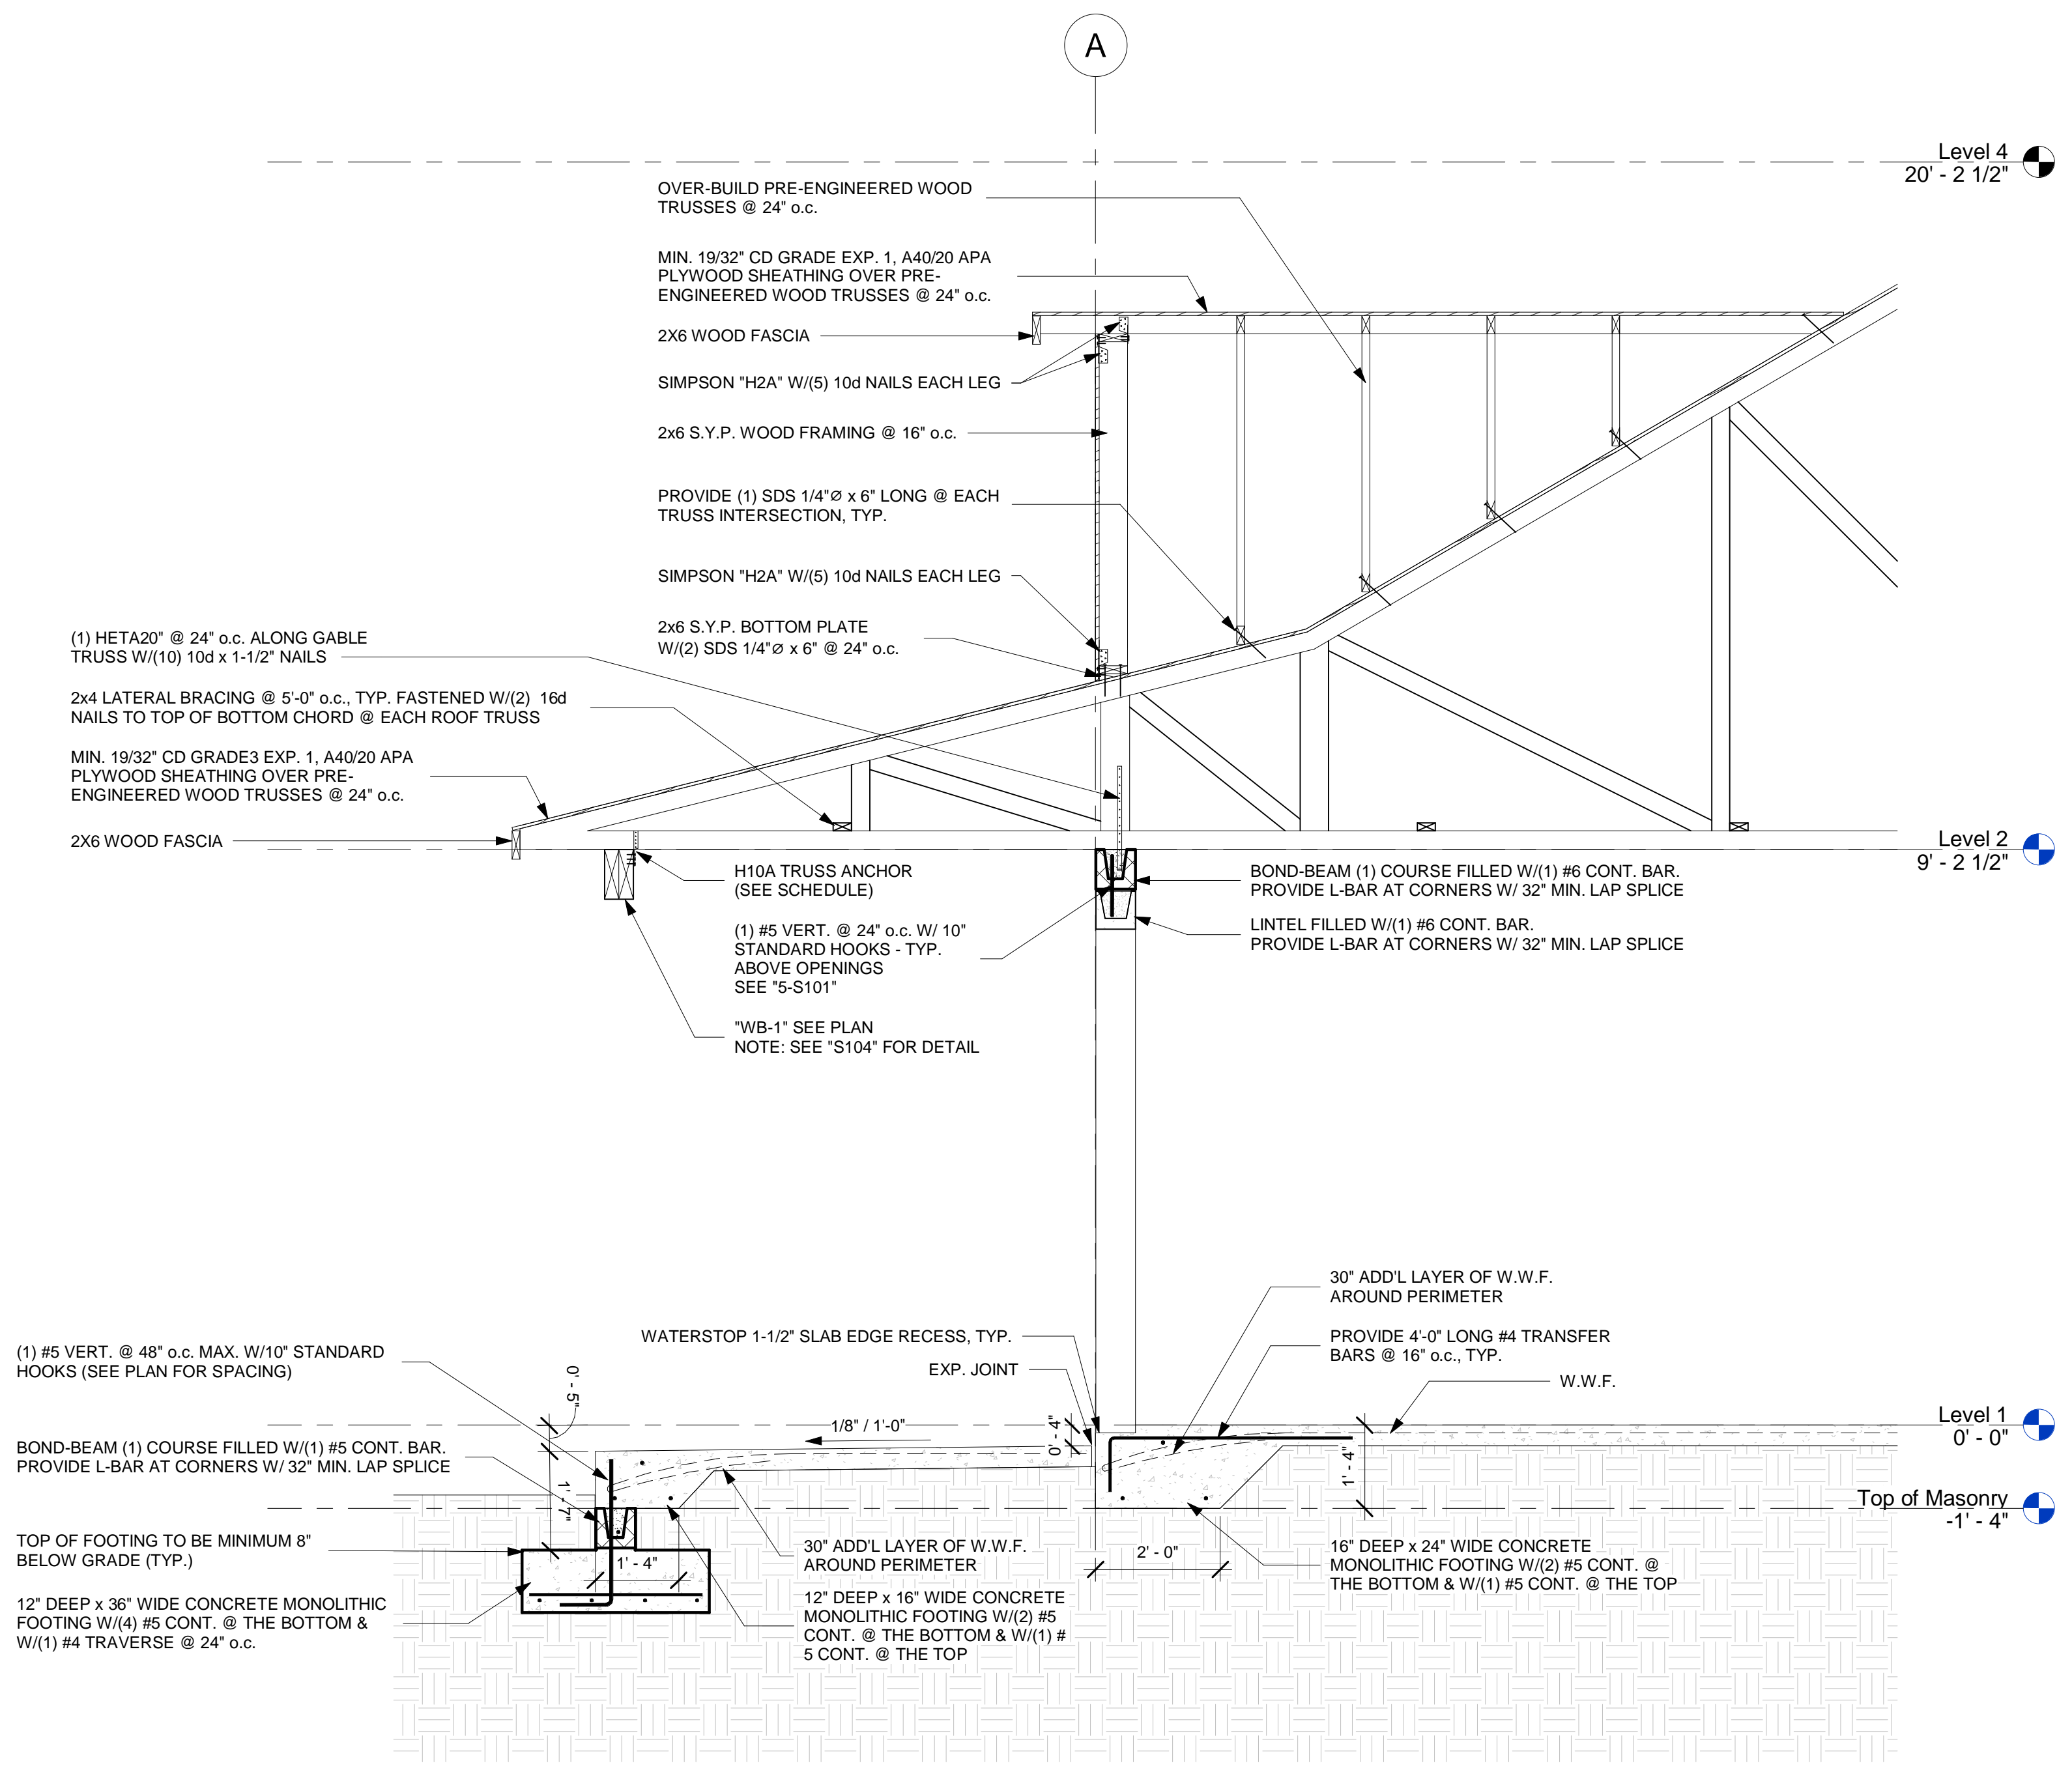 A
Level 4
20' - 2 1/2"
OVER-BUILD PRE-ENGINEERED WOOD
TRUSSES @ 24" o.c.
MIN. 19/32" CD GRADE EXP. 1, A40/20 APA
PLYWOOD SHEATHING OVER PRE-
ENGINEERED WOOD TRUSSES @ 24" o.c.
2X6 WOOD FASCIA
SIMPSON "H2A" W/(5) 10d NAILS EACH LEG
2x6 S.Y.P. WOOD FRAMING @ 16" o.c.
PROVIDE (1) SDS 1/4"Ø x 6" LONG @ EACH
TRUSS INTERSECTION, TYP.
SIMPSON "H2A" W/(5) 10d NAILS EACH LEG
2x6 S.Y.P. BOTTOM PLATE
W/(2) SDS 1/4"Ø x 6" @ 24" o.c.
(1) HETA20" @ 24" o.c. ALONG GABLE
TRUSS W/(10) 10d x 1-1/2" NAILS
2x4 LATERAL BRACING @ 5'-0" o.c., TYP. FASTENED W/(2) 16d
NAILS TO TOP OF BOTTOM CHORD @ EACH ROOF TRUSS
MIN. 19/32" CD GRADE3 EXP. 1, A40/20 APA
PLYWOOD SHEATHING OVER PRE-
ENGINEERED WOOD TRUSSES @ 24" o.c.
2X6 WOOD FASCIA
Level 2
9' - 2 1/2"
H10A TRUSS ANCHOR
(SEE SCHEDULE)
BOND-BEAM (1) COURSE FILLED W/(1) #6 CONT. BAR.
PROVIDE L-BAR AT CORNERS W/ 32" MIN. LAP SPLICE
LINTEL FILLED W/(1) #6 CONT. BAR.
PROVIDE L-BAR AT CORNERS W/ 32" MIN. LAP SPLICE
(1) #5 VERT. @ 24" o.c. W/ 10"
STANDARD HOOKS - TYP.
ABOVE OPENINGS
SEE "5-S101"
"WB-1" SEE PLAN
NOTE: SEE "S104" FOR DETAIL
30" ADD'L LAYER OF W.W.F.
AROUND PERIMETER
WATERSTOP 1-1/2" SLAB EDGE RECESS, TYP.
PROVIDE 4'-0" LONG #4 TRANSFER
BARS @ 16" o.c., TYP.
EXP. JOINT
W.W.F.
(1) #5 VERT. @ 48" o.c. MAX. W/10" STANDARD
HOOKS (SEE PLAN FOR SPACING)
0' - 5"
1/8" / 1'-0"
0' - 4"
Level 1
0' - 0"
BOND-BEAM (1) COURSE FILLED W/(1) #5 CONT. BAR.
PROVIDE L-BAR AT CORNERS W/ 32" MIN. LAP SPLICE
1' - 7"
1' - 4"
Top of Masonry
-1' - 4"
TOP OF FOOTING TO BE MINIMUM 8"
BELOW GRADE (TYP.)
1' - 4"
2' - 0"
30" ADD'L LAYER OF W.W.F.
AROUND PERIMETER
16" DEEP x 24" WIDE CONCRETE
MONOLITHIC FOOTING W/(2) #5 CONT. @
THE BOTTOM & W/(1) #5 CONT. @ THE TOP
12" DEEP x 36" WIDE CONCRETE MONOLITHIC
FOOTING W/(4) #5 CONT. @ THE BOTTOM &
W/(1) #4 TRAVERSE @ 24" o.c.
12" DEEP x 16" WIDE CONCRETE
MONOLITHIC FOOTING W/(2) #5
CONT. @ THE BOTTOM & W/(1) #
5 CONT. @ THE TOP